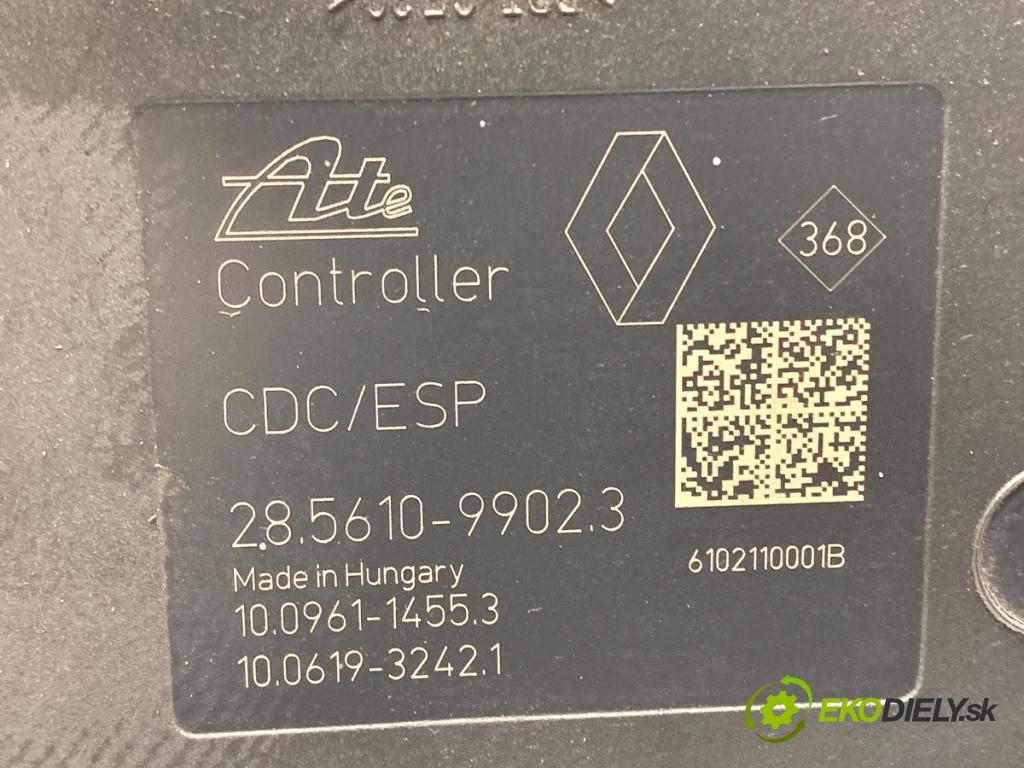 Ate
Controller
368
CDC/ESP
28.5610-9902.3
Made in Hungary
10.0961-1455.3
10.0619-3242.1
6102110001B
EKODIELY.sk